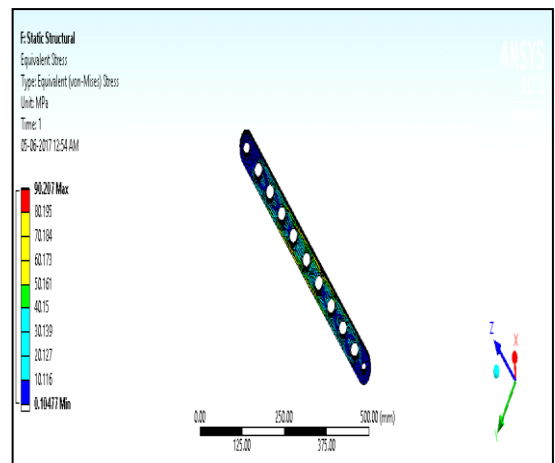 F: Static Structural
Equivalent Stress
Type: Equivalent (von-Mises) Stress
Unit: MPa
Time: 1
05-06-2017 12:54 AM
ANSYS
90.207 Max
80.195
70.184
60.173
50.161
40.15
30.139
20.127
10.116
0.10477 Min
0.00 250.00 500.00 (mm)
125.00 375.00
Z
X
Y